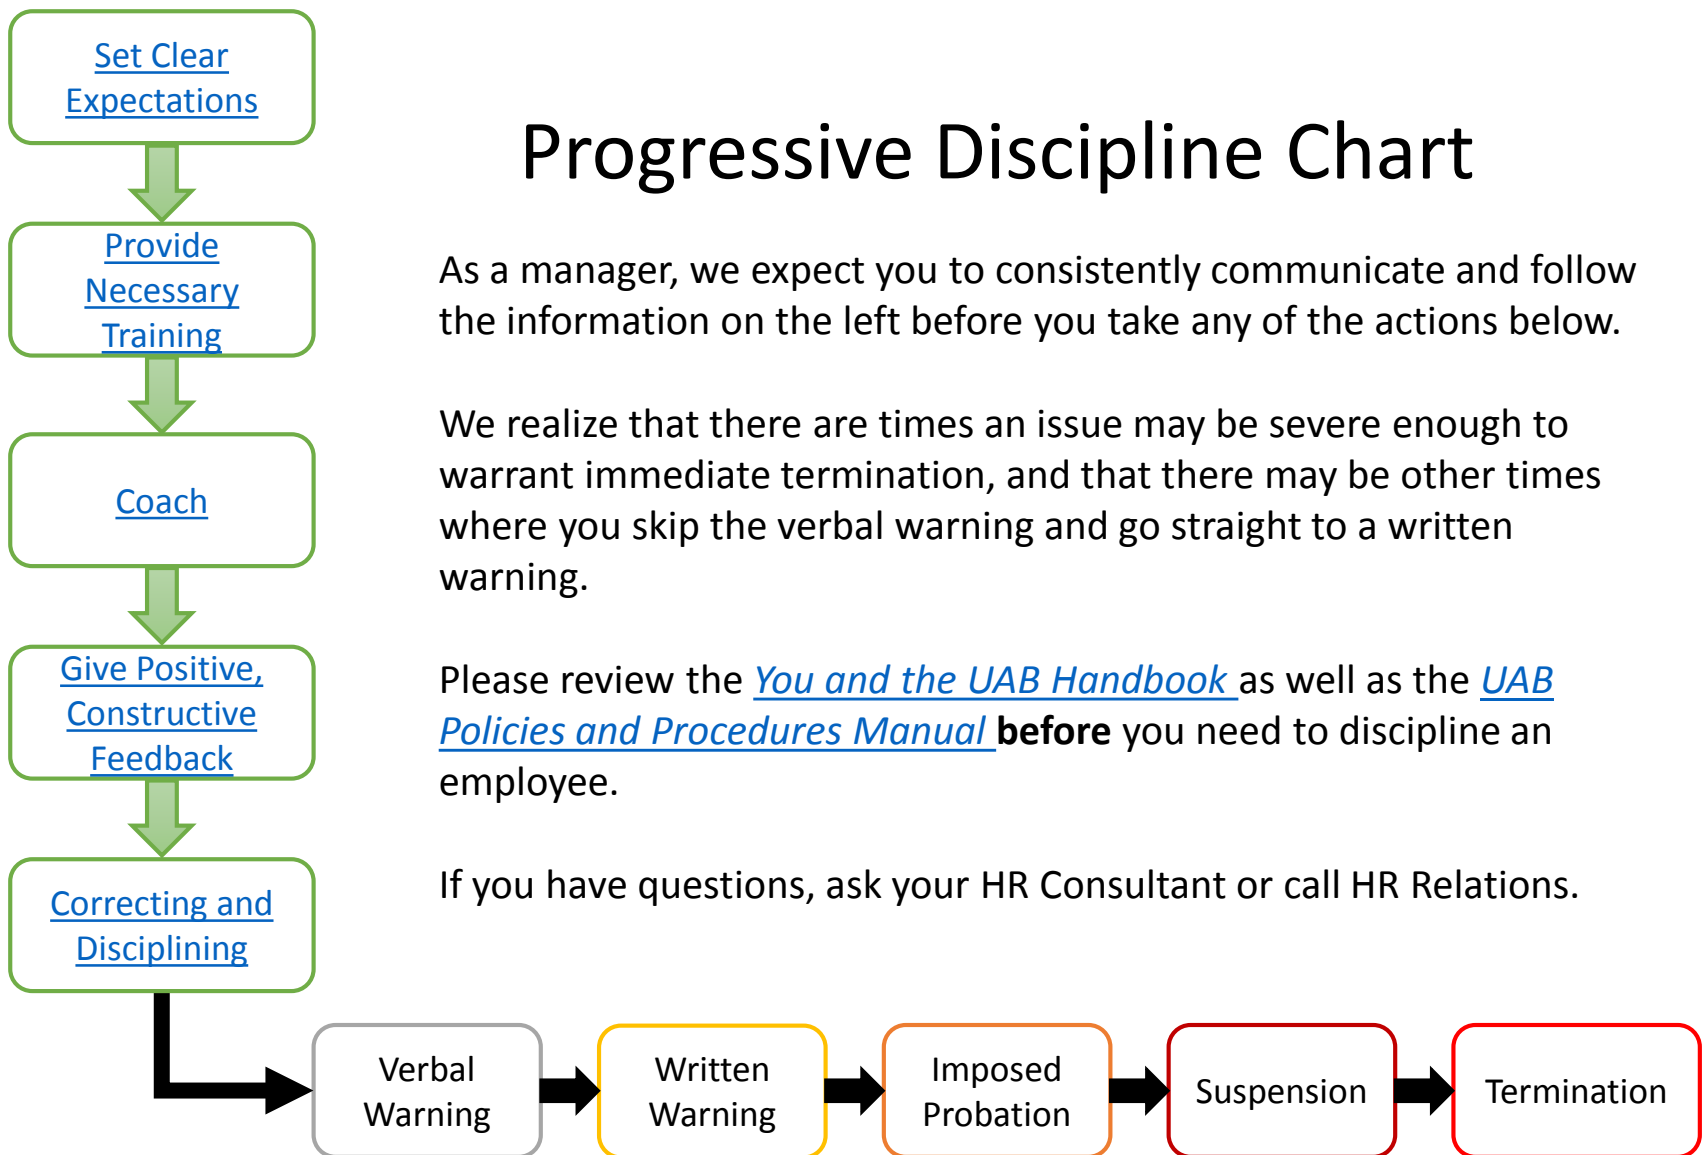 Set Clear
Expectations
Provide
Necessary
Training
Coach
Give Positive,
Constructive
Feedback
Correcting and
Disciplining
Progressive Discipline Chart
As a manager, we expect you to consistently communicate and follow
the information on the left before you take any of the actions below.
We realize that there are times an issue may be severe enough to
warrant immediate termination, and that there may be other times
where you skip the verbal warning and go straight to a written
warning.
Please review the You and the UAB Handbook as well as the UAB
Policies and Procedures Manual before you need to discipline an
employee.
If you have questions, ask your HR Consultant or call HR Relations.
Verbal
Warning
Written
Warning
Imposed
Probation
Suspension
Termination